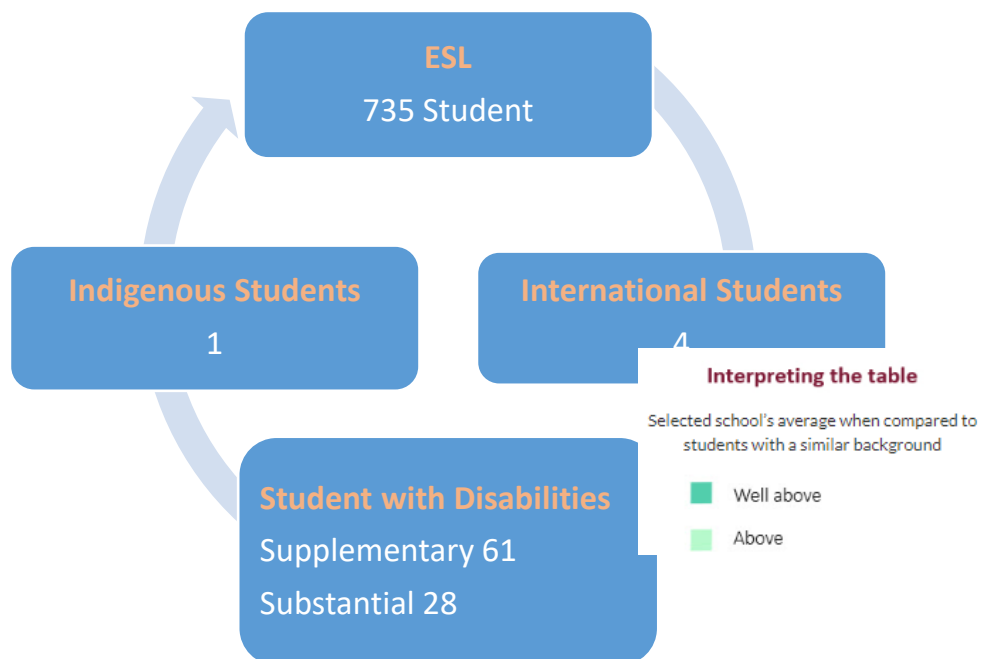 ESL
735 Student
Indigenous Students
1
International Students
4
Student with Disabilities
Supplementary 61
Substantial 28
Interpreting the table
Selected school's average when compared to
students with a similar background
Well above
Above